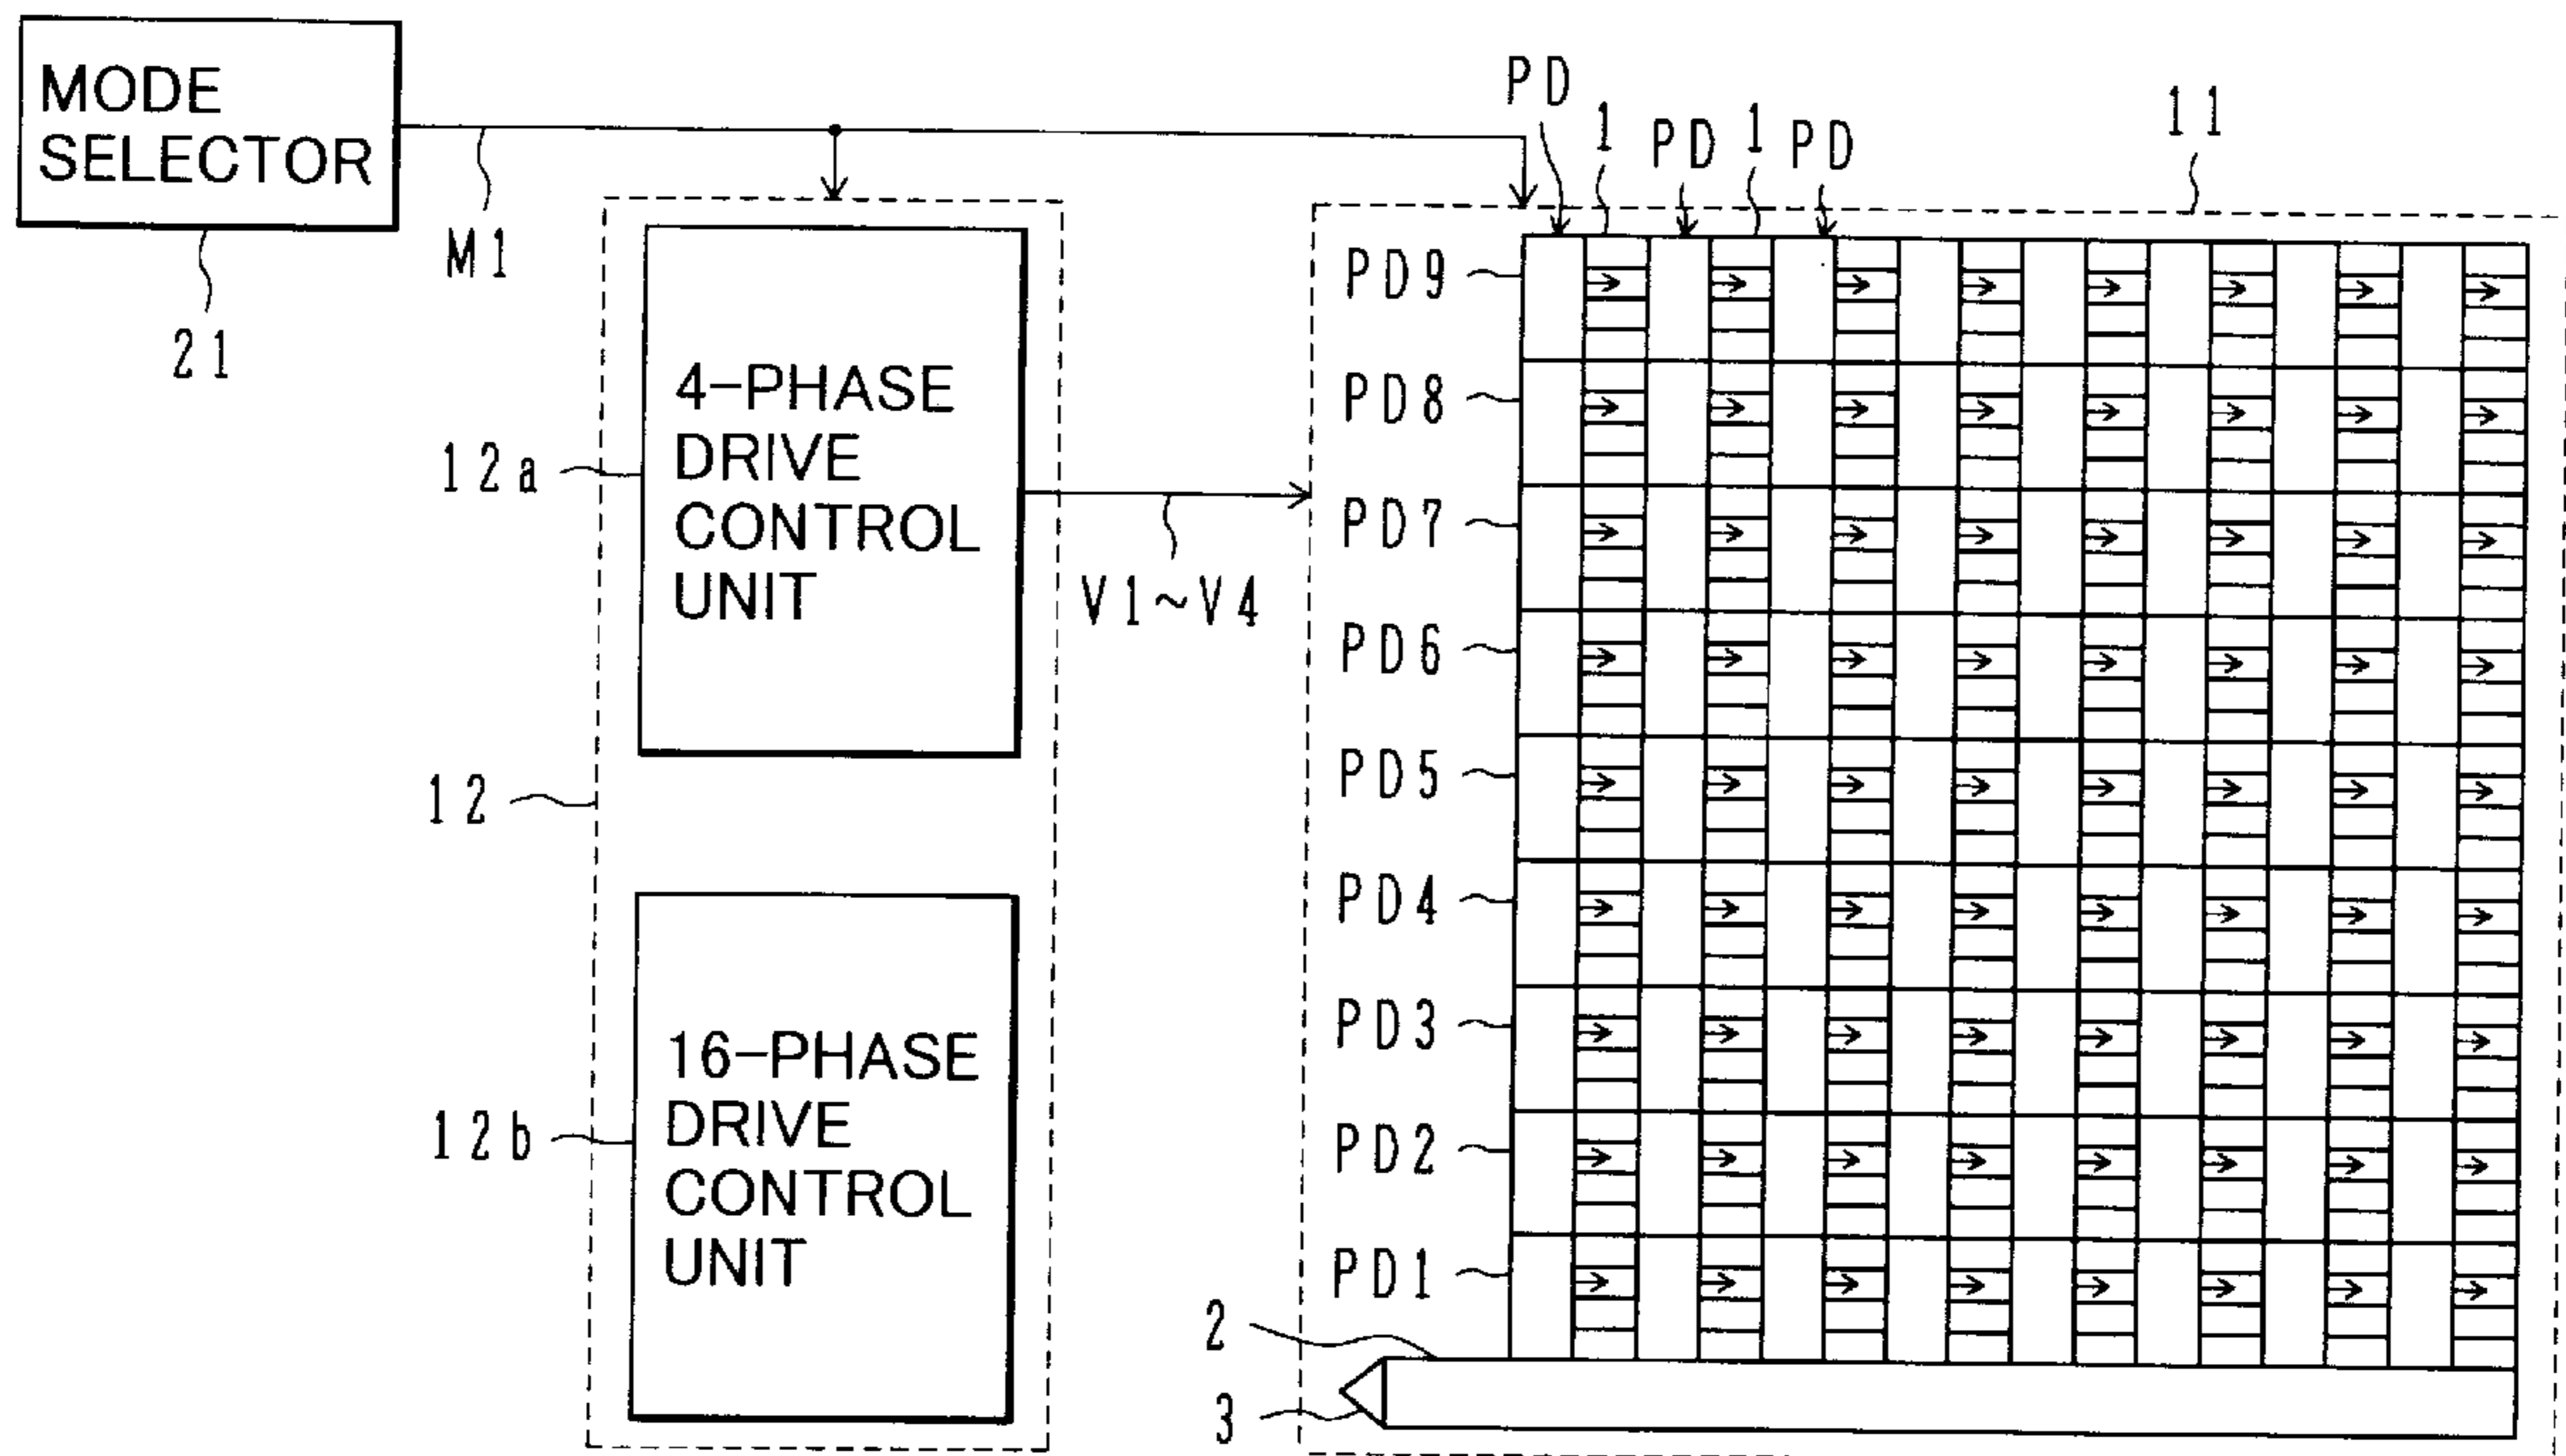 MODE
SELECTOR
21
M1
12a
4-PHASE
DRIVE
CONTROL
UNIT
V1~V4
12
12b
16-PHASE
DRIVE
CONTROL
UNIT
PD
1
PD
1
PD
11
PD9
PD8
PD7
PD6
PD5
PD4
PD3
PD2
PD1
2
3